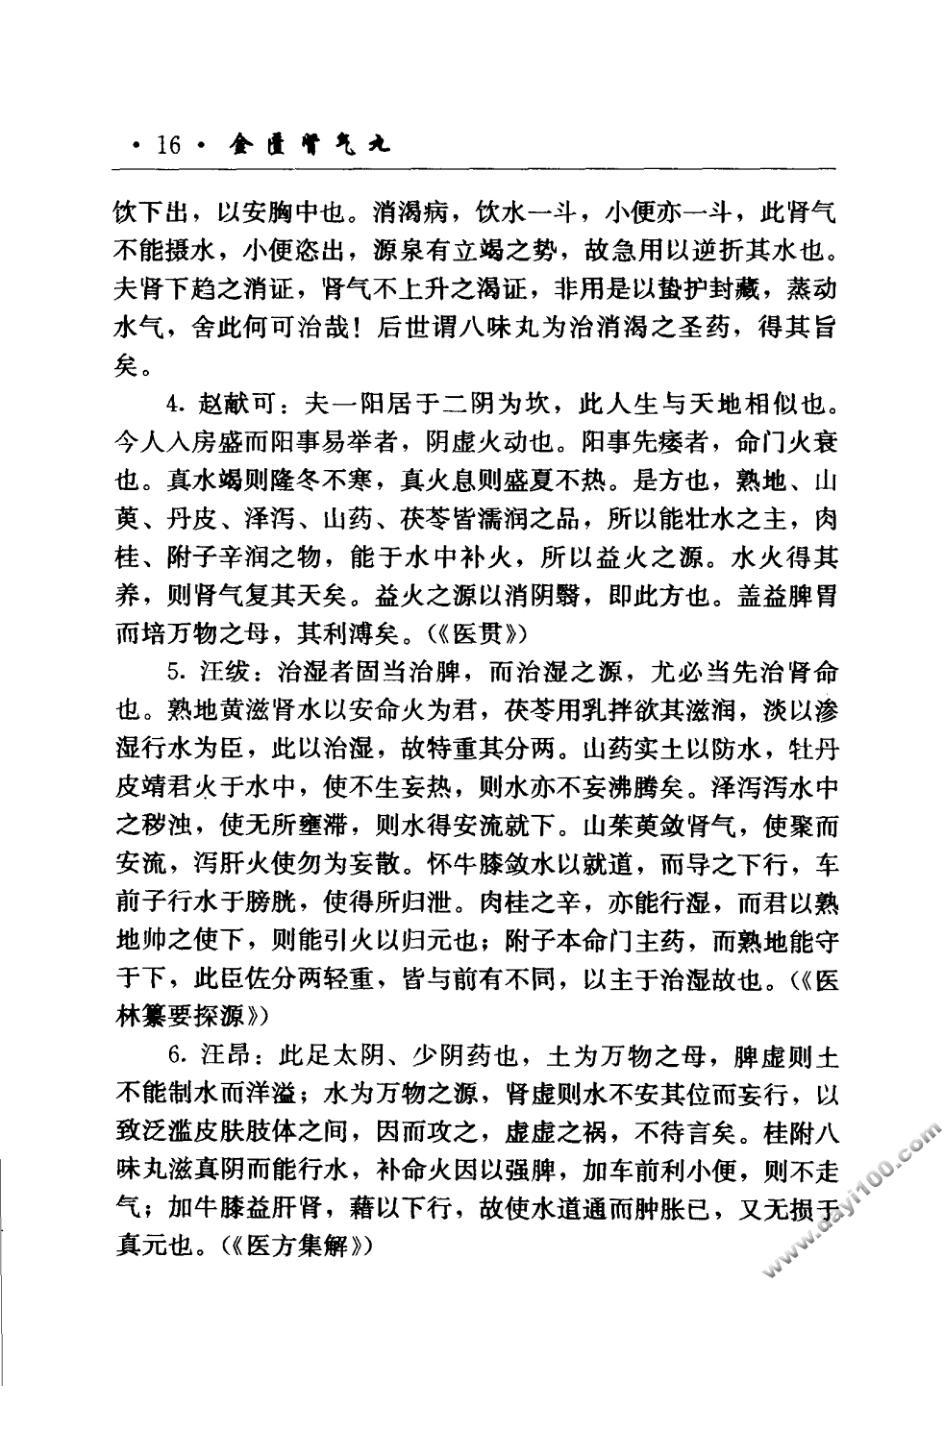 ·16· 金匮肾气丸
饮下出，以安胸中也。消渴病，饮水一斗，小便亦一斗，此肾气
不能摄水，小便恣出，源泉有立竭之势，故急用以逆折其水也。
夫肾下趋之消证，肾气不上升之渴证，非用是以蛰护封藏，蒸动
水气，舍此何可治哉！后世谓八味丸为治消渴之圣药，得其旨
矣。
4. 赵献可：夫一阳居于二阴为坎，此人生与天地相似也。
今人入房盛而阳事易举者，阴虚火动也。阳事先痿者，命门火衰
也。真水竭则隆冬不寒，真火息则盛夏不热。是方也，熟地、山
萸、丹皮、泽泻、山药、茯苓皆濡润之品，所以能壮水之主，肉
桂、附子辛润之物，能于水中补火，所以益火之源。水火得其
养，则肾气复其天矣。益火之源以消阴翳，即此方也。盖益脾胃
而培万物之母，其利溥矣。（《医贯》）
5. 汪绂：治湿者固当治脾，而治湿之源，尤必当先治肾命
也。熟地黄滋肾水以安命火为君，茯苓用乳拌欲其滋润，淡以渗
湿行水为臣，此以治湿，故特重其分两。山药实土以防水，牡丹
皮靖君火于水中，使不生妄热，则水亦不妄沸腾矣。泽泻泻水中
之秽浊，使无所壅滞，则水得安流就下。山茱萸敛肾气，使聚而
安流，泻肝火使勿为妄散。怀牛膝敛水以就道，而导之下行，车
前子行水于膀胱，使得所归泄。肉桂之辛，亦能行湿，而君以熟
地帅之使下，则能引火以归元也；附子本命门主药，而熟地能守
于下，此臣佐分两轻重，皆与前有不同，以主于治湿故也。（《医
林纂要探源》）
6. 汪昂：此足太阴、少阴药也，土为万物之母，脾虚则土
不能制水而洋溢；水为万物之源，肾虚则水不安其位而妄行，以
致泛滥皮肤肢体之间，因而攻之，虚虚之祸，不待言矣。桂附八
味丸滋真阴而能行水，补命火因以强脾，加车前利小便，则不走
气；加牛膝益肝肾，藉以下行，故使水道通而肿胀已，又无损于
真元也。（《医方集解》）
www.dayi100.com